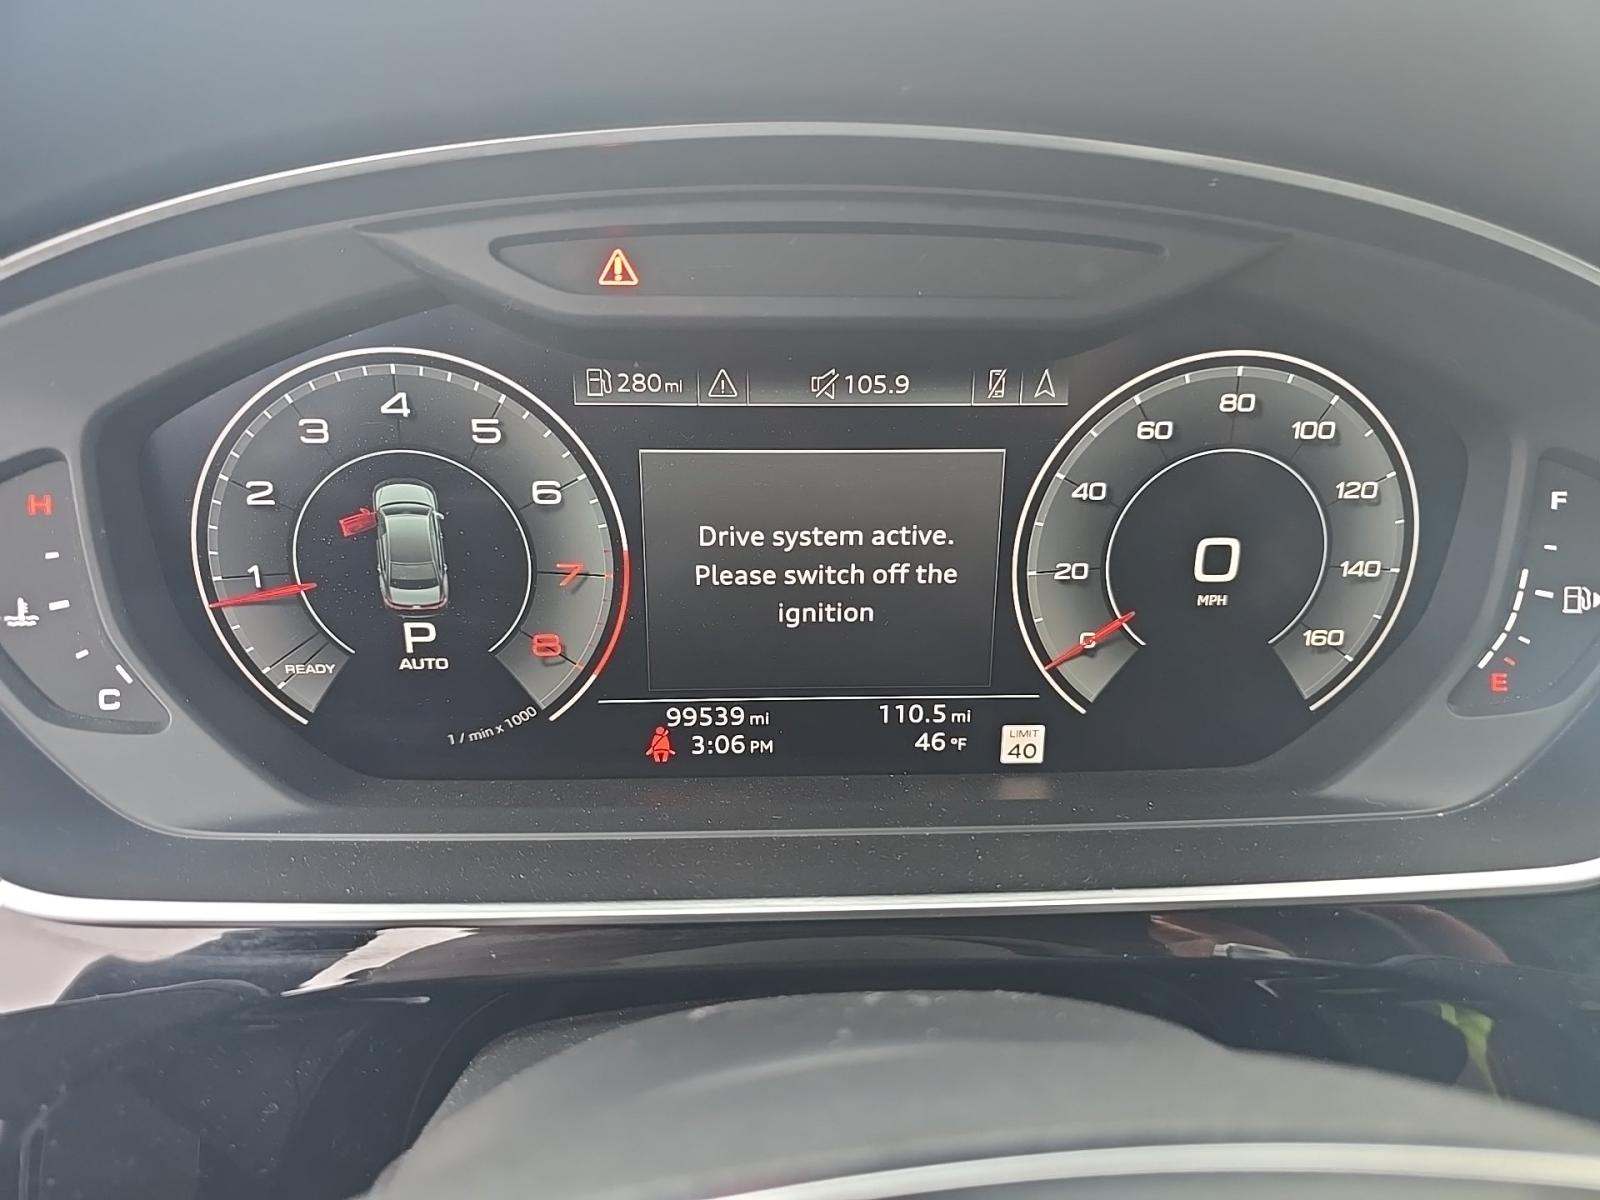 280 mi
105.9
1
2
3
4
5
6
7
8
READY
1 / min x 1000
P
AUTO
Drive system active.
Please switch off the
ignition
0
20
40
60
80
100
120
140
160
0
MPH
H
C
F
E
99539 mi
110.5 mi
3:06 PM
46 °F
LIMIT
40